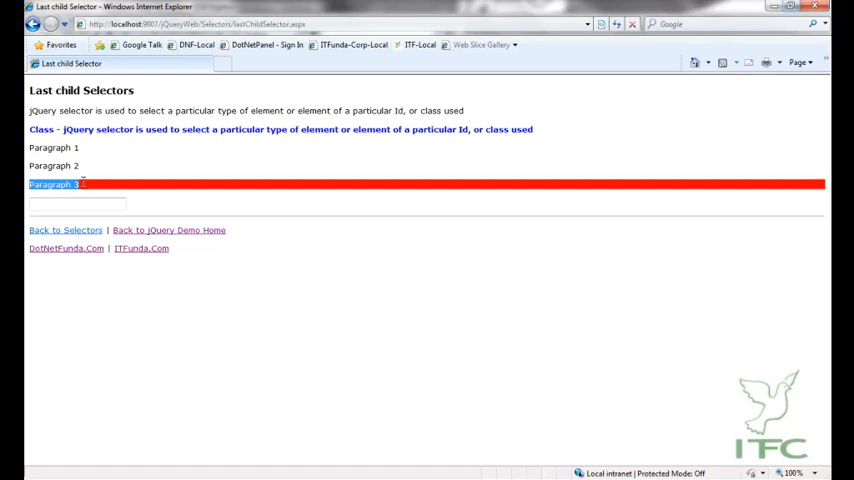 Last child Selector - Windows Internet Explorer
http://localhost:9007/jQueryWeb/Selectors/lastChildSelector.aspx
Google
Favorites Google Talk DNF-Local DotNetPanel - Sign In ITFunda-Corp-Local ITF-Local Web Slice Gallery
Last child Selector
Page
Last child Selectors
jQuery selector is used to select a particular type of element or element of a particular Id, or class used
Class - jQuery selector is used to select a particular type of element or element of a particular Id, or class used
Paragraph 1
Paragraph 2
Paragraph 3
Back to Selectors | Back to jQuery Demo Home
DotNetFunda.Com | ITFunda.Com
ITFC
Local intranet | Protected Mode: Off
100%